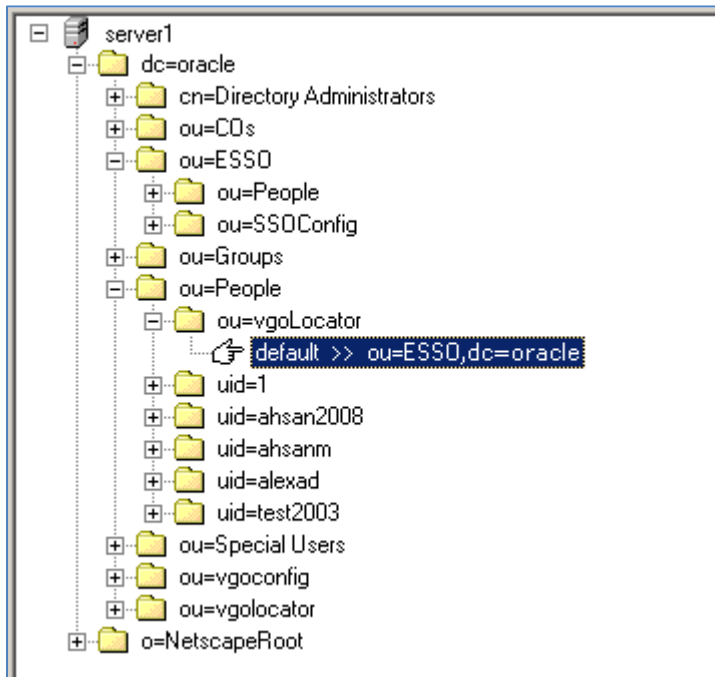 server1
dc=oracle
cn=Directory Administrators
ou=COs
ou=ESSO
ou=People
ou=SSOConfig
ou=Groups
ou=People
ou=vgoLocator
default >> ou=ESSO,dc=oracle
uid=1
uid=ahsan2008
uid=ahsanm
uid=alexad
uid=test2003
ou=Special Users
ou=vgoconfig
ou=vgolocator
o=NetscapeRoot